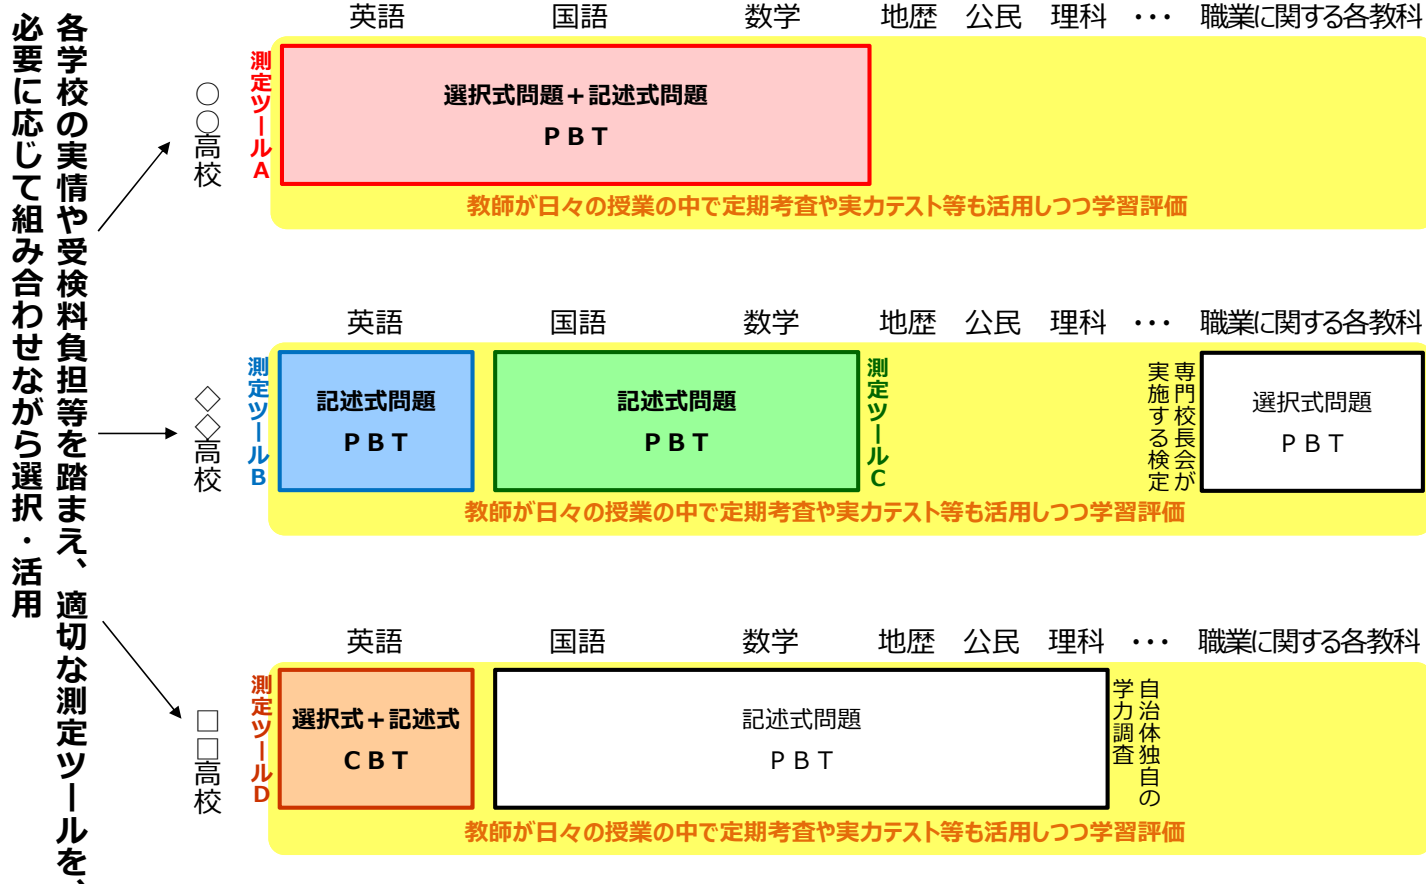 各学校の実情や受検料負担等を踏まえ、適切な測定ツールを、
必要に応じて組み合わせながら選択・活用
英語 国語 数学 地歴 公民 理科 ・・・ 職業に関する各教科
○○高校
測定ツールA
選択式問題＋記述式問題
ＰＢＴ
教師が日々の授業の中で定期考査や実力テスト等も活用しつつ学習評価
英語 国語 数学 地歴 公民 理科 ・・・ 職業に関する各教科
◇◇高校
測定ツールB
記述式問題
ＰＢＴ
記述式問題
ＰＢＴ
測定ツールC
専門校長会が
実施する検定
選択式問題
ＰＢＴ
教師が日々の授業の中で定期考査や実力テスト等も活用しつつ学習評価
英語 国語 数学 地歴 公民 理科 ・・・ 職業に関する各教科
□□高校
測定ツールD
選択式＋記述式
ＣＢＴ
記述式問題
ＰＢＴ
自治体独自の
学力調査
教師が日々の授業の中で定期考査や実力テスト等も活用しつつ学習評価